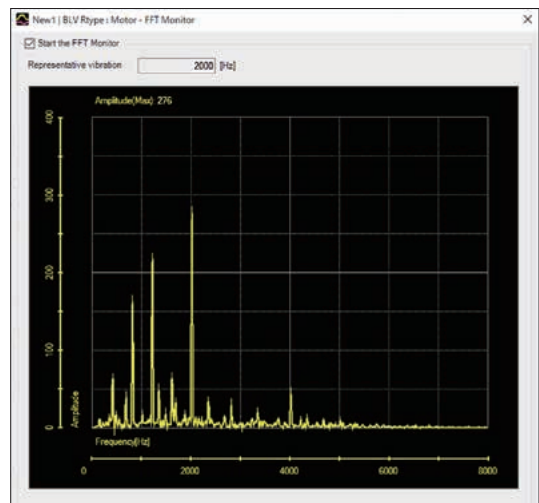 New1 | BLV Rtype : Motor - FFT Monitor
Start the FFT Monitor
Representative vibration 2000 [Hz]
Amplitude(Max) 276
400
300
200
100
0
Amplitude
Frequency[Hz]
0 2000 4000 6000 8000